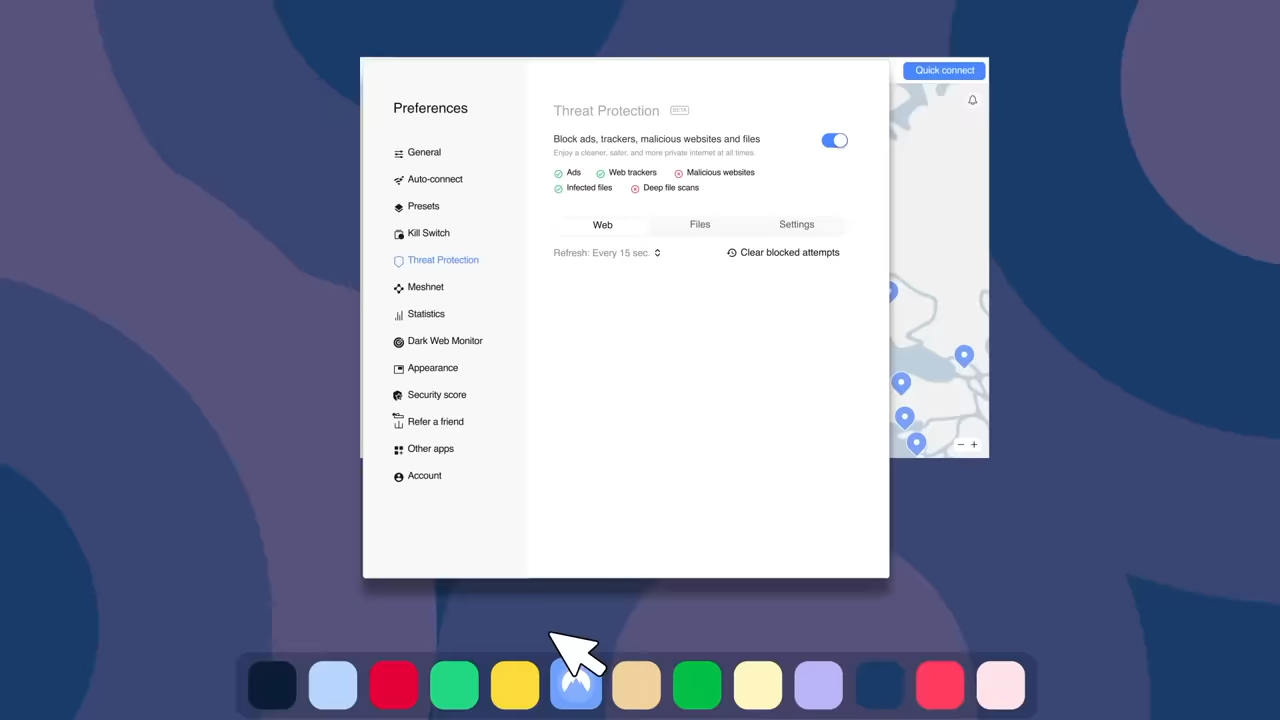 Quick connect
Preferences
Threat Protection BETA
Block ads, trackers, malicious websites and files
Enjoy a cleaner, safer, and more private internet at all times.
Ads Web trackers Malicious websites
Infected files Deep file scans
Web Files Settings
Refresh: Every 15 sec. Clear blocked attempts
General
Auto-connect
Presets
Kill Switch
Threat Protection
Meshnet
Statistics
Dark Web Monitor
Appearance
Security score
Refer a friend
Other apps
Account